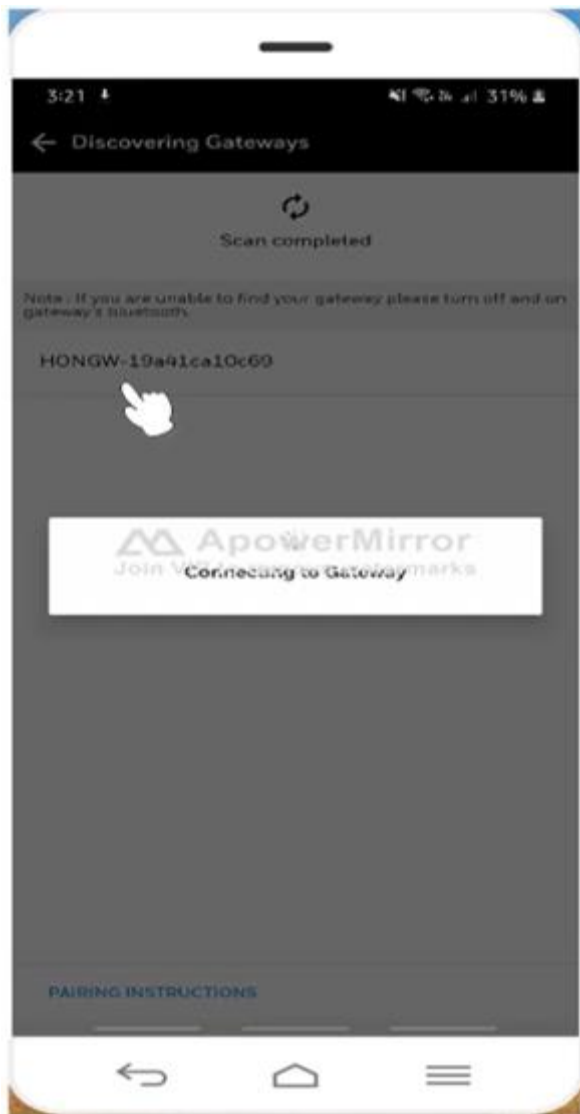 3:21
31%
Discovering Gateways
Scan completed
Note : If you are unable to find your gateway please turn off and on
gateway's bluetooth.
HONGW-19a41ca10c69
ApowerMirror
Join
Connecting to Gateway
PAIRING INSTRUCTIONS